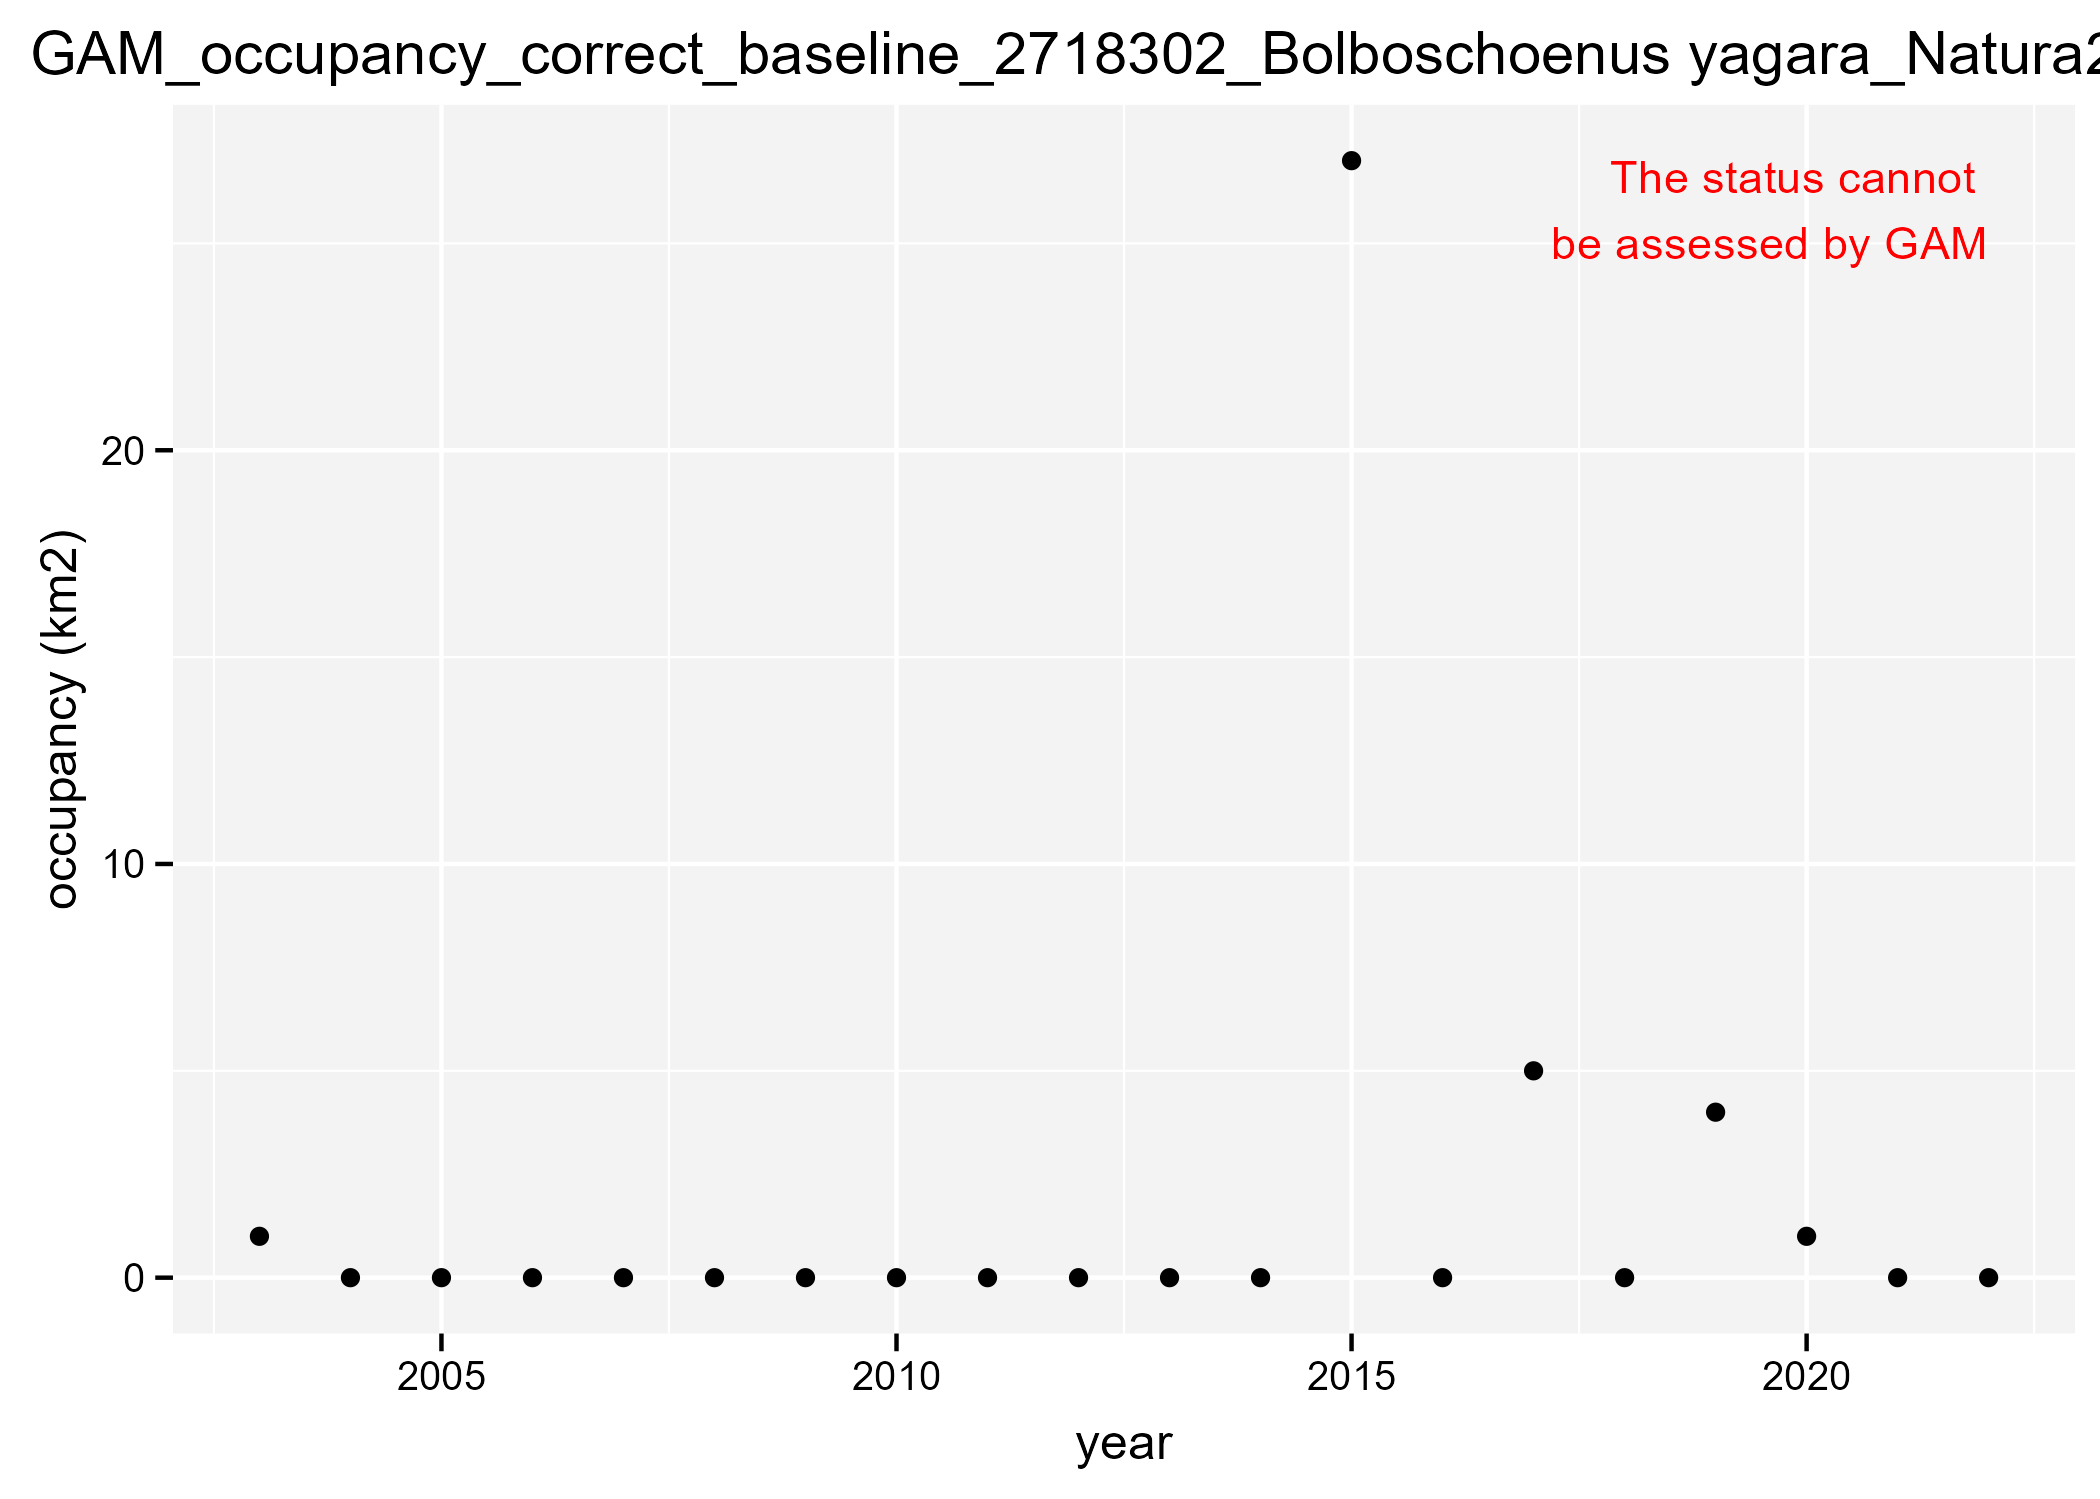 GAM_occupancy_correct_baseline_2718302_Bolboschoenus yagara_Natura2
The status cannot
be assessed by GAM
20
10
0
occupancy (km2)
2005 2010 2015 2020
year